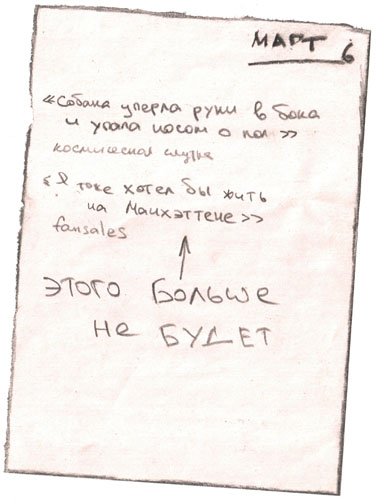 МАРТ 6
«Собака уперла руки в бока
и упала носом о пол»
космическая шутка
«Я тоже хотел бы жить
на Манхэттене»
fansales
ЭТОГО БОЛЬШЕ
НЕ БУДЕТ